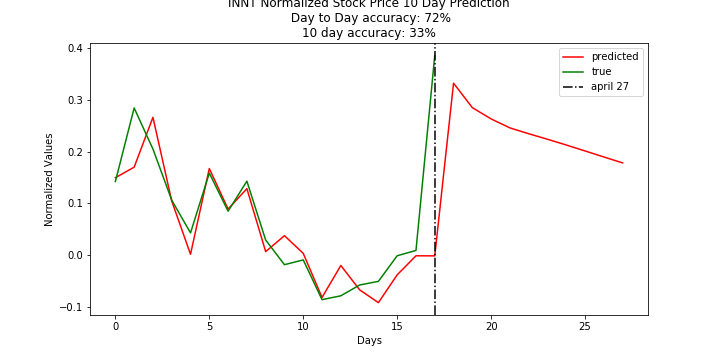 INNT Normalized Stock Price 10 Day Prediction
Day to Day accuracy: 72%
10 day accuracy: 33%
predicted
true
april 27
0.4
0.3
0.2
0.1
0.0
−0.1
Normalized Values
0
5
10
15
20
25
Days